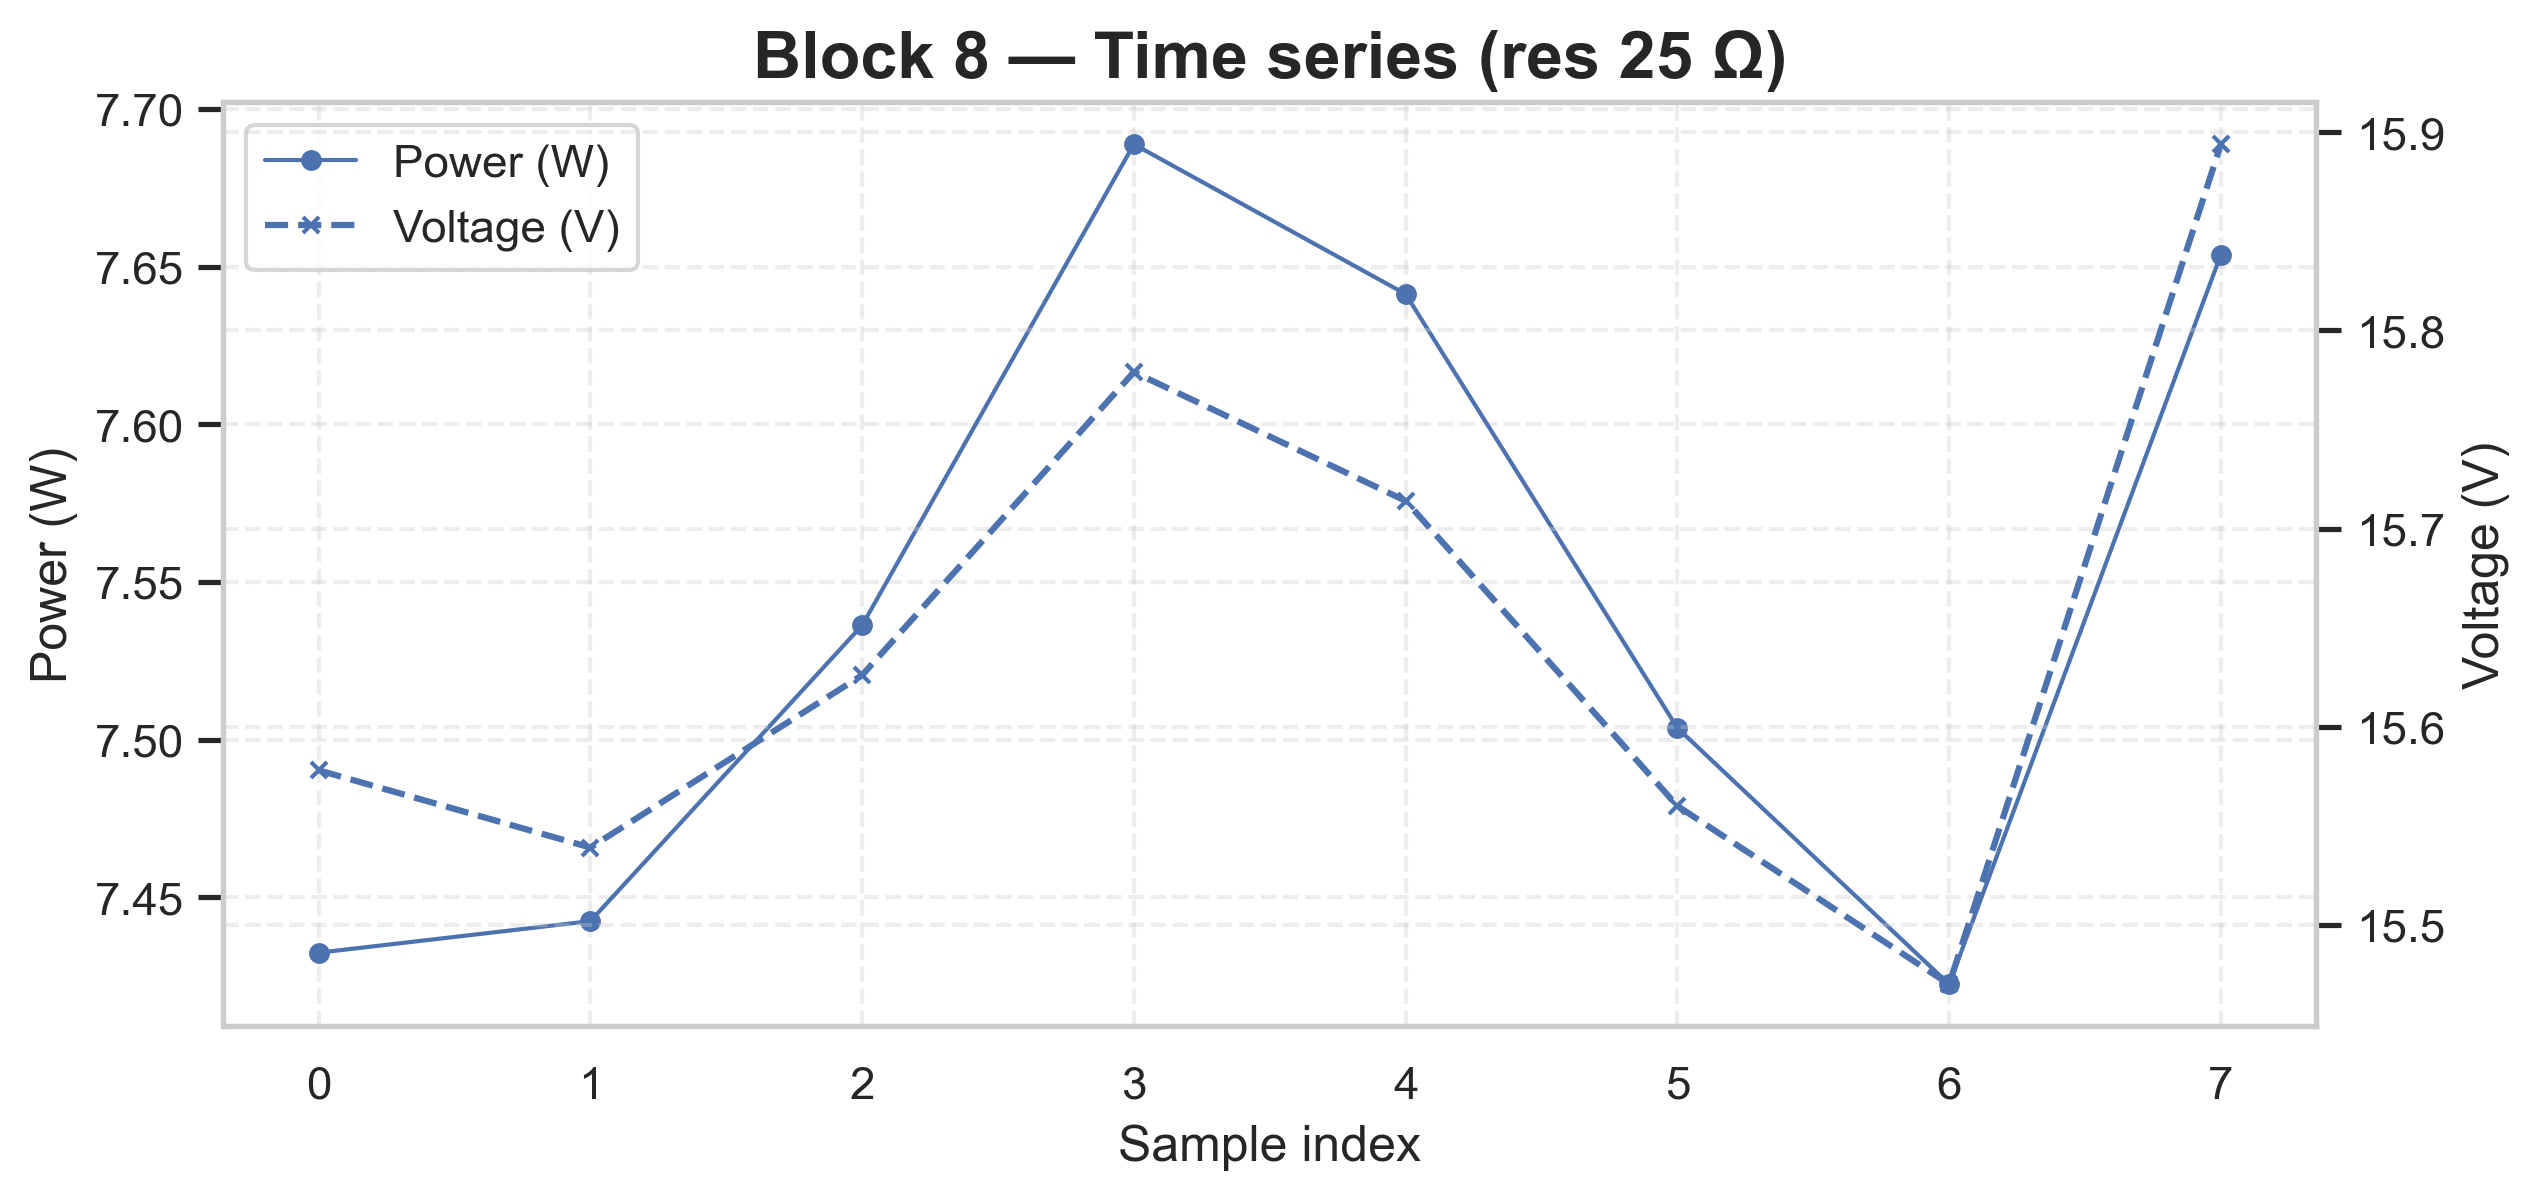 Block 8 — Time series (res 25 Ω)
Power (W)
Voltage (V)
7.70
7.65
7.60
7.55
7.50
7.45
Power (W)
15.9
15.8
15.7
15.6
15.5
Voltage (V)
0 1 2 3 4 5 6 7
Sample index